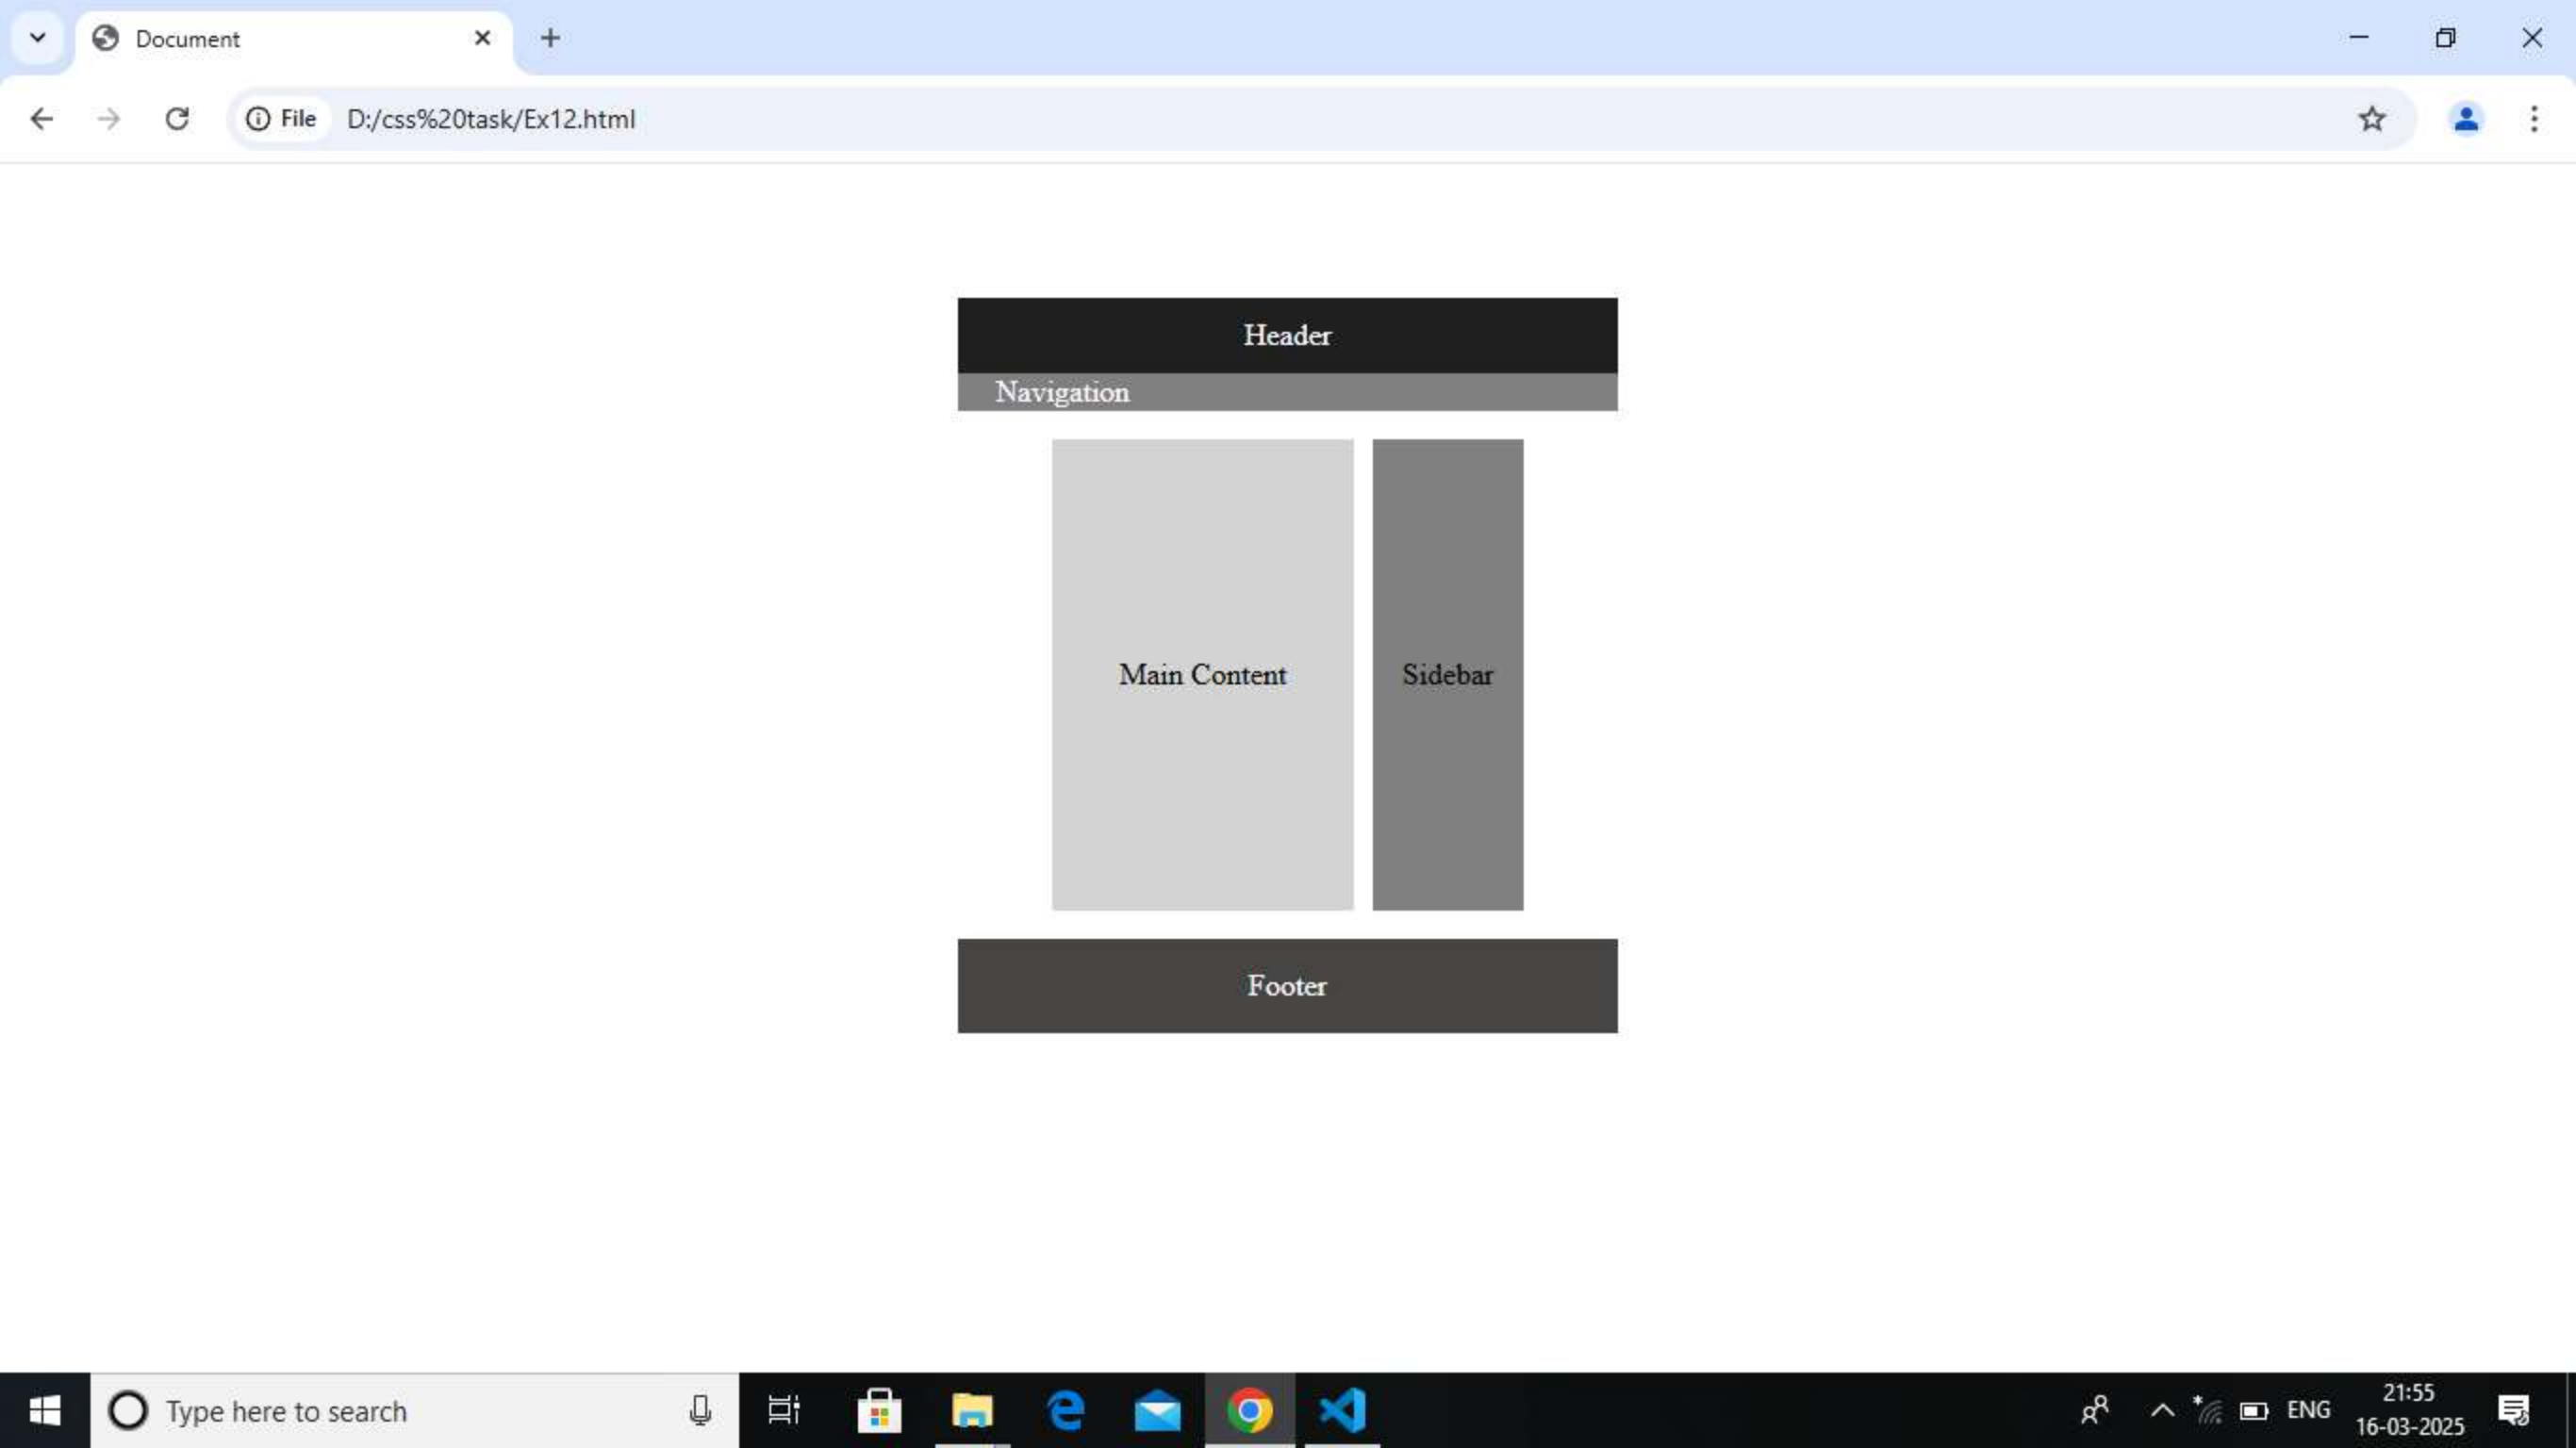 Document
File D:/css%20task/Ex12.html
Header
Navigation
Main Content
Sidebar
Footer
Type here to search
ENG
21:55
16-03-2025